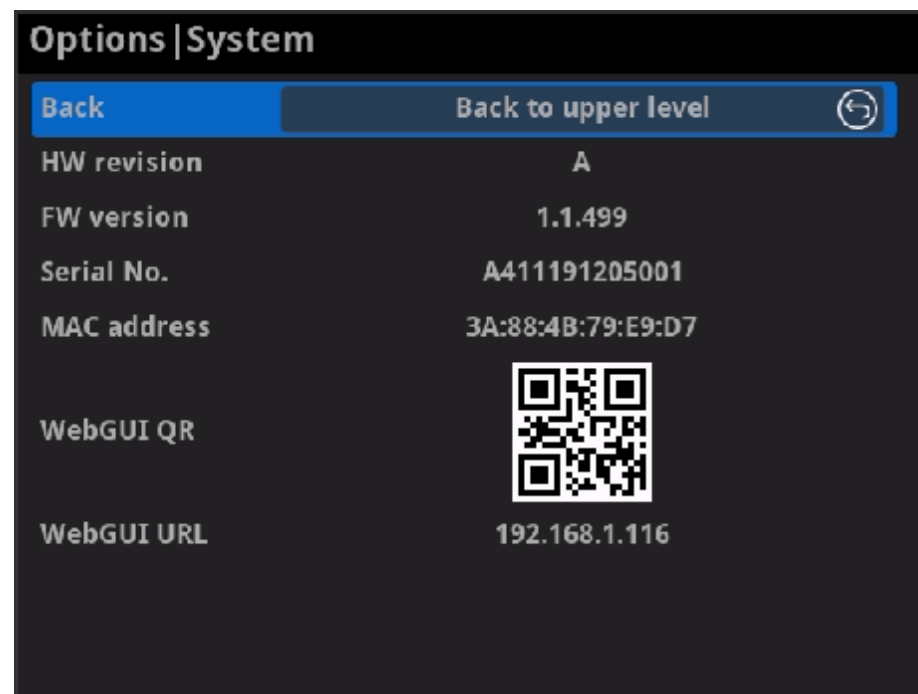 Options|System
Back Back to upper level
HW revision A
FW version 1.1.499
Serial No. A411191205001
MAC address 3A:88:4B:79:E9:D7
WebGUI QR
WebGUI URL 192.168.1.116